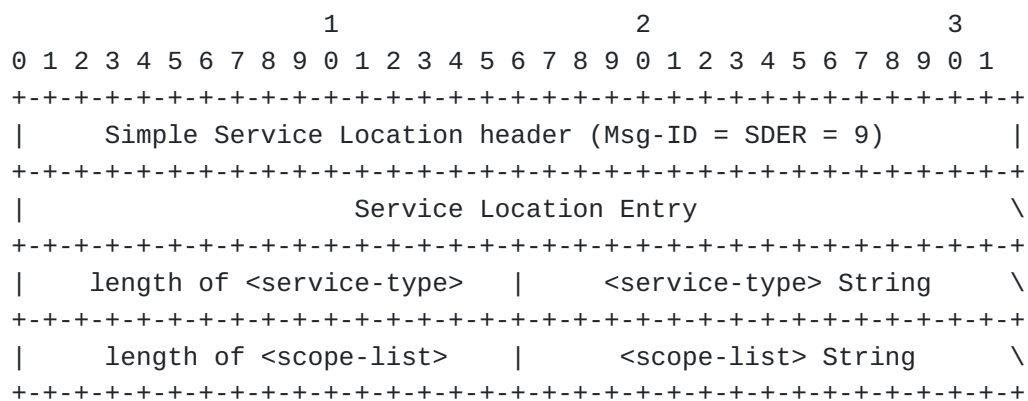 1                   2                   3
0 1 2 3 4 5 6 7 8 9 0 1 2 3 4 5 6 7 8 9 0 1 2 3 4 5 6 7 8 9 0 1
+-+-+-+-+-+-+-+-+-+-+-+-+-+-+-+-+-+-+-+-+-+-+-+-+-+-+-+-+-+-+-+-+
|     Simple Service Location header (Msg-ID = SDER = 9)        |
+-+-+-+-+-+-+-+-+-+-+-+-+-+-+-+-+-+-+-+-+-+-+-+-+-+-+-+-+-+-+-+-+
|                     Service Location Entry                    \
+-+-+-+-+-+-+-+-+-+-+-+-+-+-+-+-+-+-+-+-+-+-+-+-+-+-+-+-+-+-+-+-+
|    length of <service-type>   |     <service-type> String     \
+-+-+-+-+-+-+-+-+-+-+-+-+-+-+-+-+-+-+-+-+-+-+-+-+-+-+-+-+-+-+-+-+
|     length of <scope-list>    |      <scope-list> String      \
+-+-+-+-+-+-+-+-+-+-+-+-+-+-+-+-+-+-+-+-+-+-+-+-+-+-+-+-+-+-+-+-+